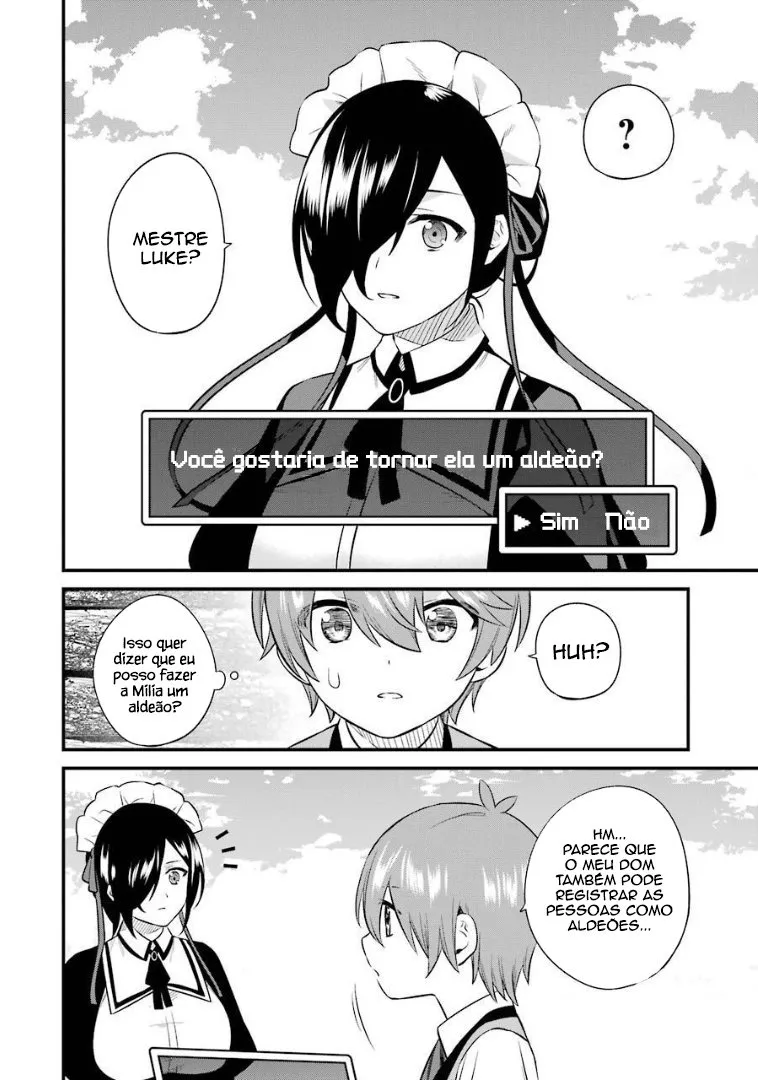 ?
MESTRE
LUKE?
Você gostaria de tornar ela um aldeão?
Sim Não
HUH?
Isso quer
dizer que eu
posso fazer
a Milía um
aldeão?
HM...
PARECE QUE
O MEU DOM
TAMBÉM PODE
REGISTRAR AS
PESSOAS COMO
ALDEÕES...